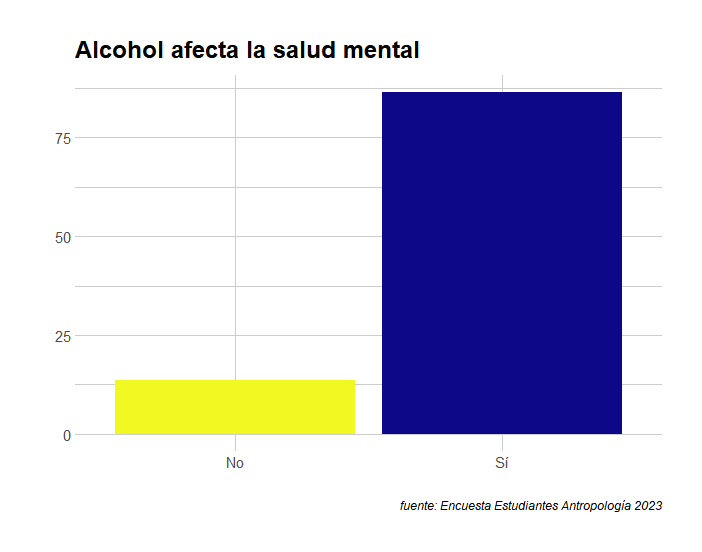 Alcohol afecta la salud mental
75
50
25
0
No
Sí
fuente: Encuesta Estudiantes Antropología 2023